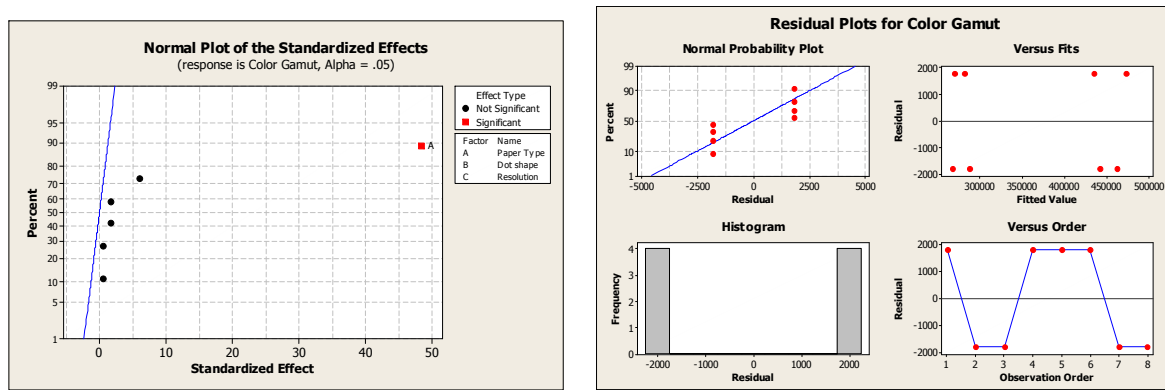 Normal Plot of the Standardized Effects
(response is Color Gamut, Alpha = .05)
Percent
99
95
90
80
70
60
50
40
30
20
10
5
1
0 10 20 30 40 50
Standardized Effect
A
Effect Type
Not Significant
Significant
Factor Name
A Paper Type
B Dot shape
C Resolution
Residual Plots for Color Gamut
Normal Probability Plot
Percent
99
90
50
10
1
-5000 -2500 0 2500 5000
Residual
Versus Fits
Residual
2000
1000
0
-1000
-2000
300000 350000 400000 450000 500000
Fitted Value
Histogram
Frequency
4
3
2
1
0
-2000 -1000 0 1000 2000
Residual
Versus Order
Residual
2000
1000
0
-1000
-2000
1 2 3 4 5 6 7 8
Observation Order